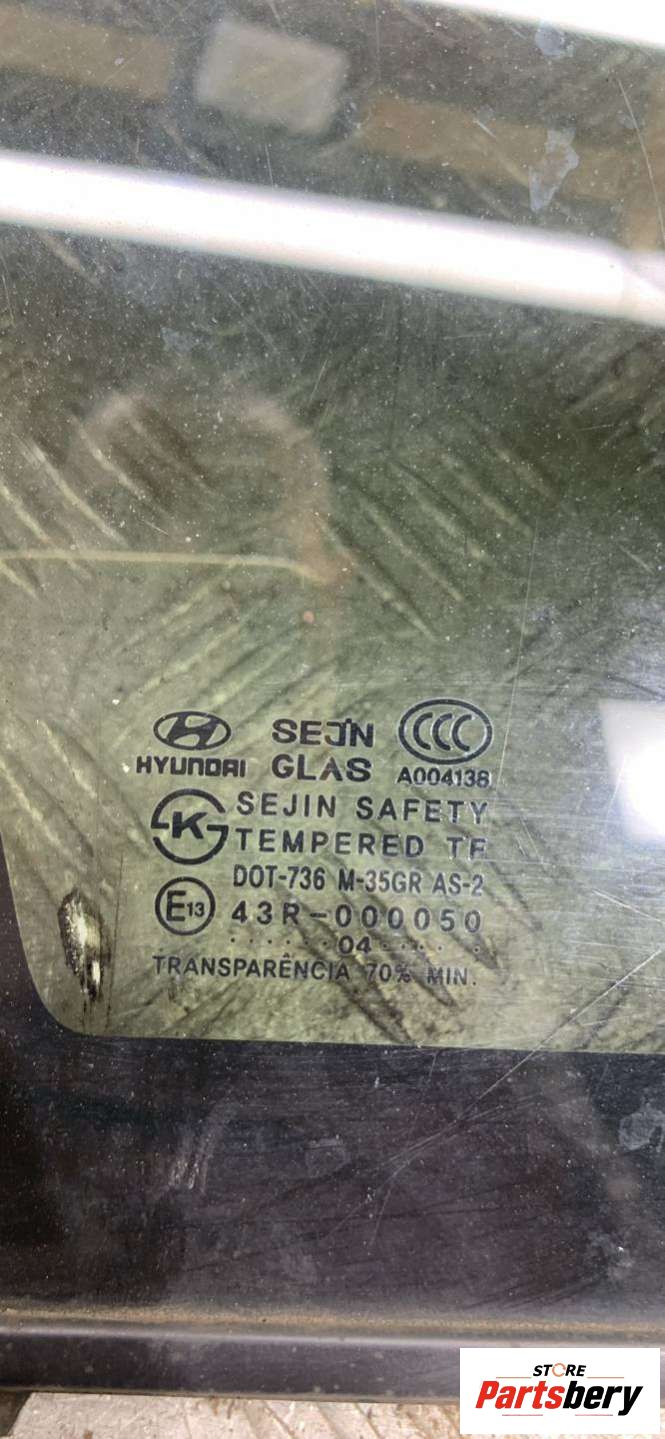 SEJIN
HYUNDAI GLAS A004138
CCC
SEJIN SAFETY
K
TEMPERED TF
DOT-736 M-35GR AS-2
E13 43R-000050
. . . . . . 04 . . . . .
TRANSPARÊNCIA 70% MIN.
STORE
Partsbery